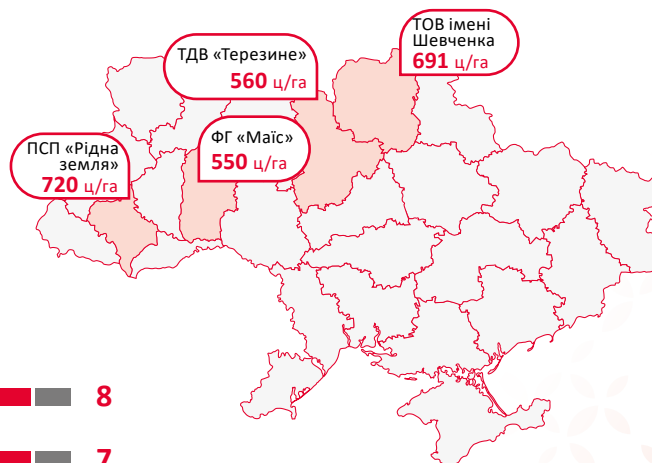 ТОВ імені
Шевченка
691 ц/га
ТДВ «Терезине»
560 ц/га
ФГ «Маїс»
550 ц/га
ПСП «Рідна
земля»
720 ц/га
8
7